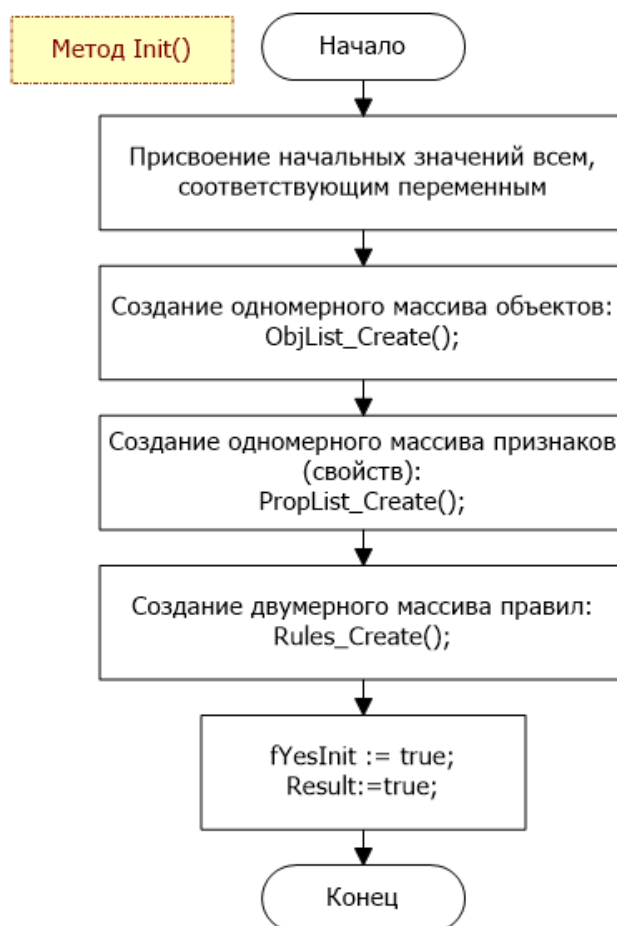 Метод Init()
Начало
Присвоение начальных значений всем,
соответствующим переменным
Создание одномерного массива объектов:
ObjList_Create();
Создание одномерного массива признаков
(свойств):
PropList_Create();
Создание двумерного массива правил:
Rules_Create();
fYesInit := true;
Result:=true;
Конец